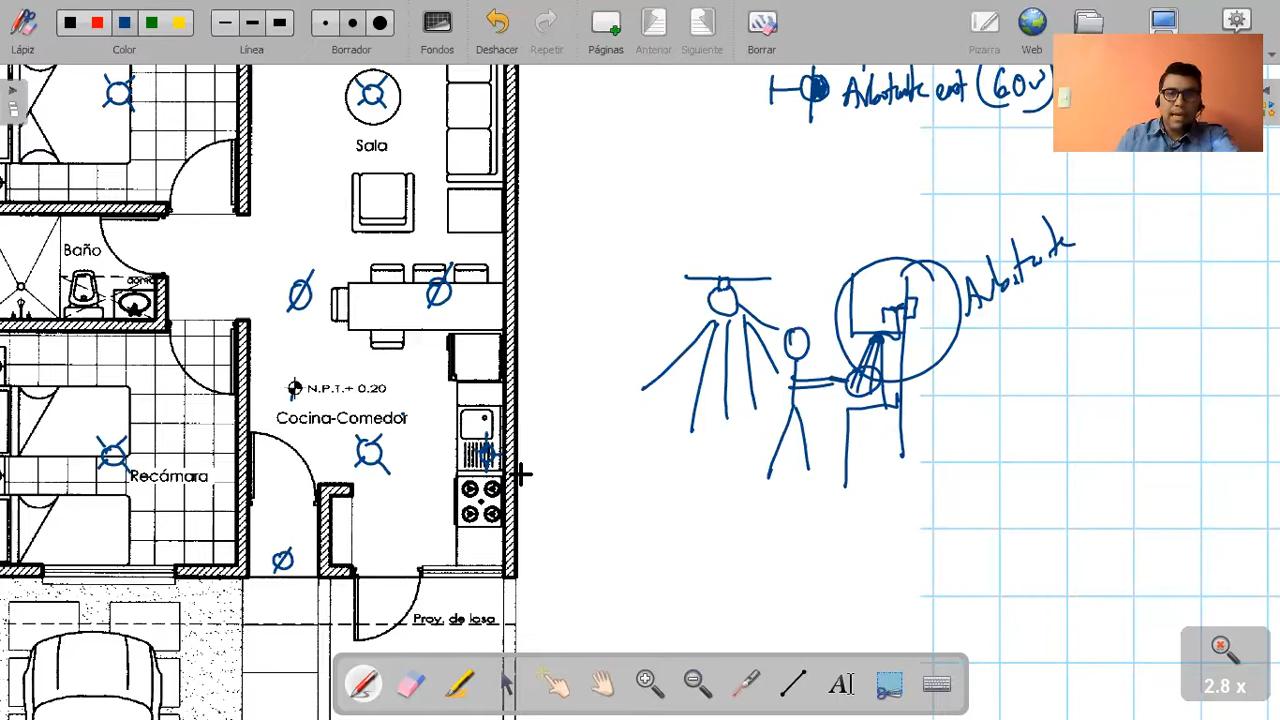 Lápiz
Color
Línea
Borrador
Fondos
Deshacer
Repetir
Páginas
Anterior
Siguiente
Borrar
Pizarra
Web
Arbotante ext (60w)
Sala
Baño
Arbotante
N.P.T.+ 0.20
Cocina-Comedor
Recámara
Proy. de losa
2.8 x